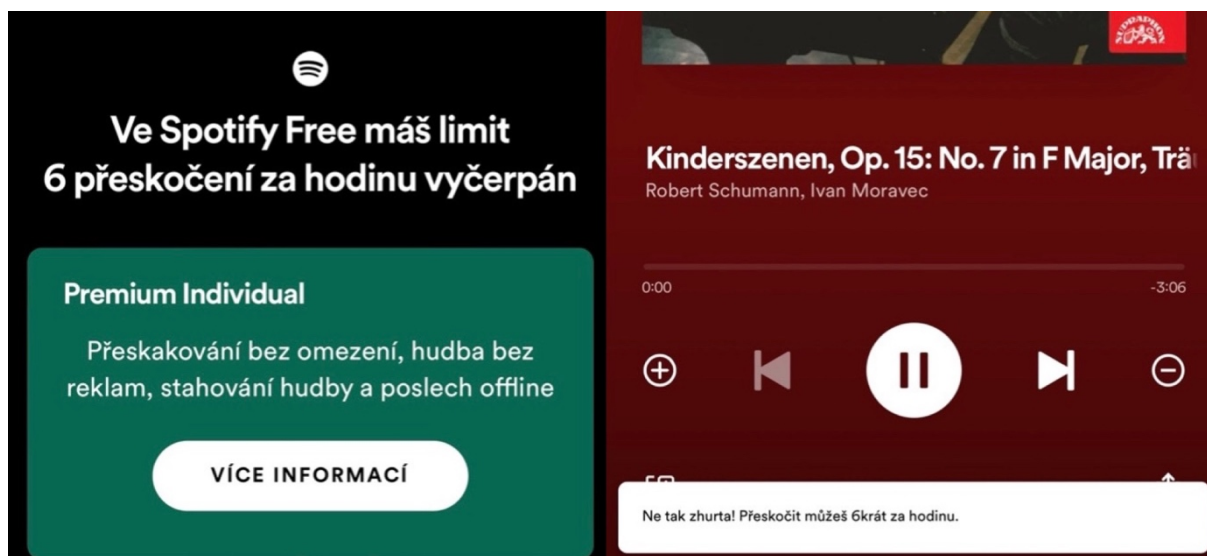 Ve Spotify Free máš limit
6 přeskočení za hodinu vyčerpán
Premium Individual
Přeskakování bez omezení, hudba bez
reklam, stahování hudby a poslech offline
VÍCE INFORMACÍ
SUPRAPHON
Kinderszenen, Op. 15: No. 7 in F Major, Trä
Robert Schumann, Ivan Moravec
0:00
-3:06
Ne tak zhurta! Přeskočit můžeš 6krát za hodinu.